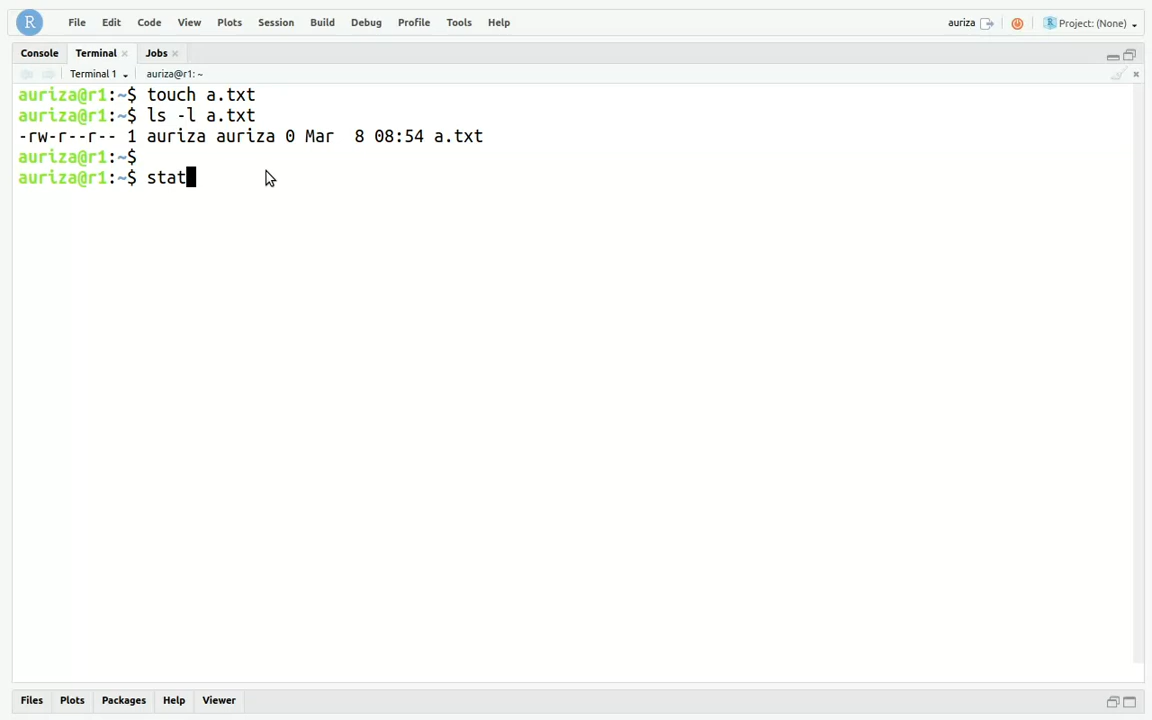 R File Edit Code View Plots Session Build Debug Profile Tools Help auriza R Project: (None)
Console Terminal Jobs
Terminal 1 auriza@r1: ~
auriza@r1:~$ touch a.txt
auriza@r1:~$ ls -l a.txt
-rw-r--r-- 1 auriza auriza 0 Mar  8 08:54 a.txt
auriza@r1:~$
auriza@r1:~$ stat
Files Plots Packages Help Viewer